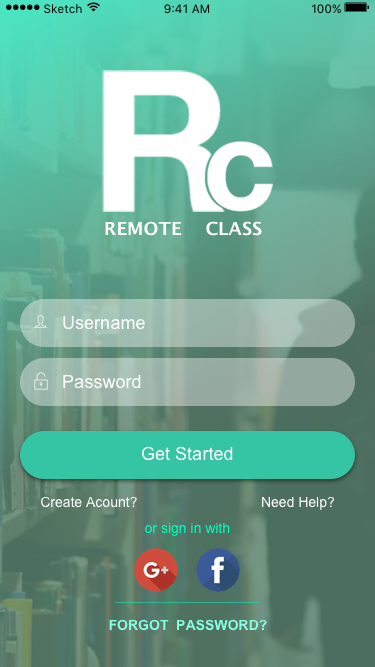 Sketch 9:41 AM 100%
Rc
REMOTE CLASS
Username
Password
Get Started
Create Acount? Need Help?
or sign in with
G+ f
FORGOT PASSWORD?